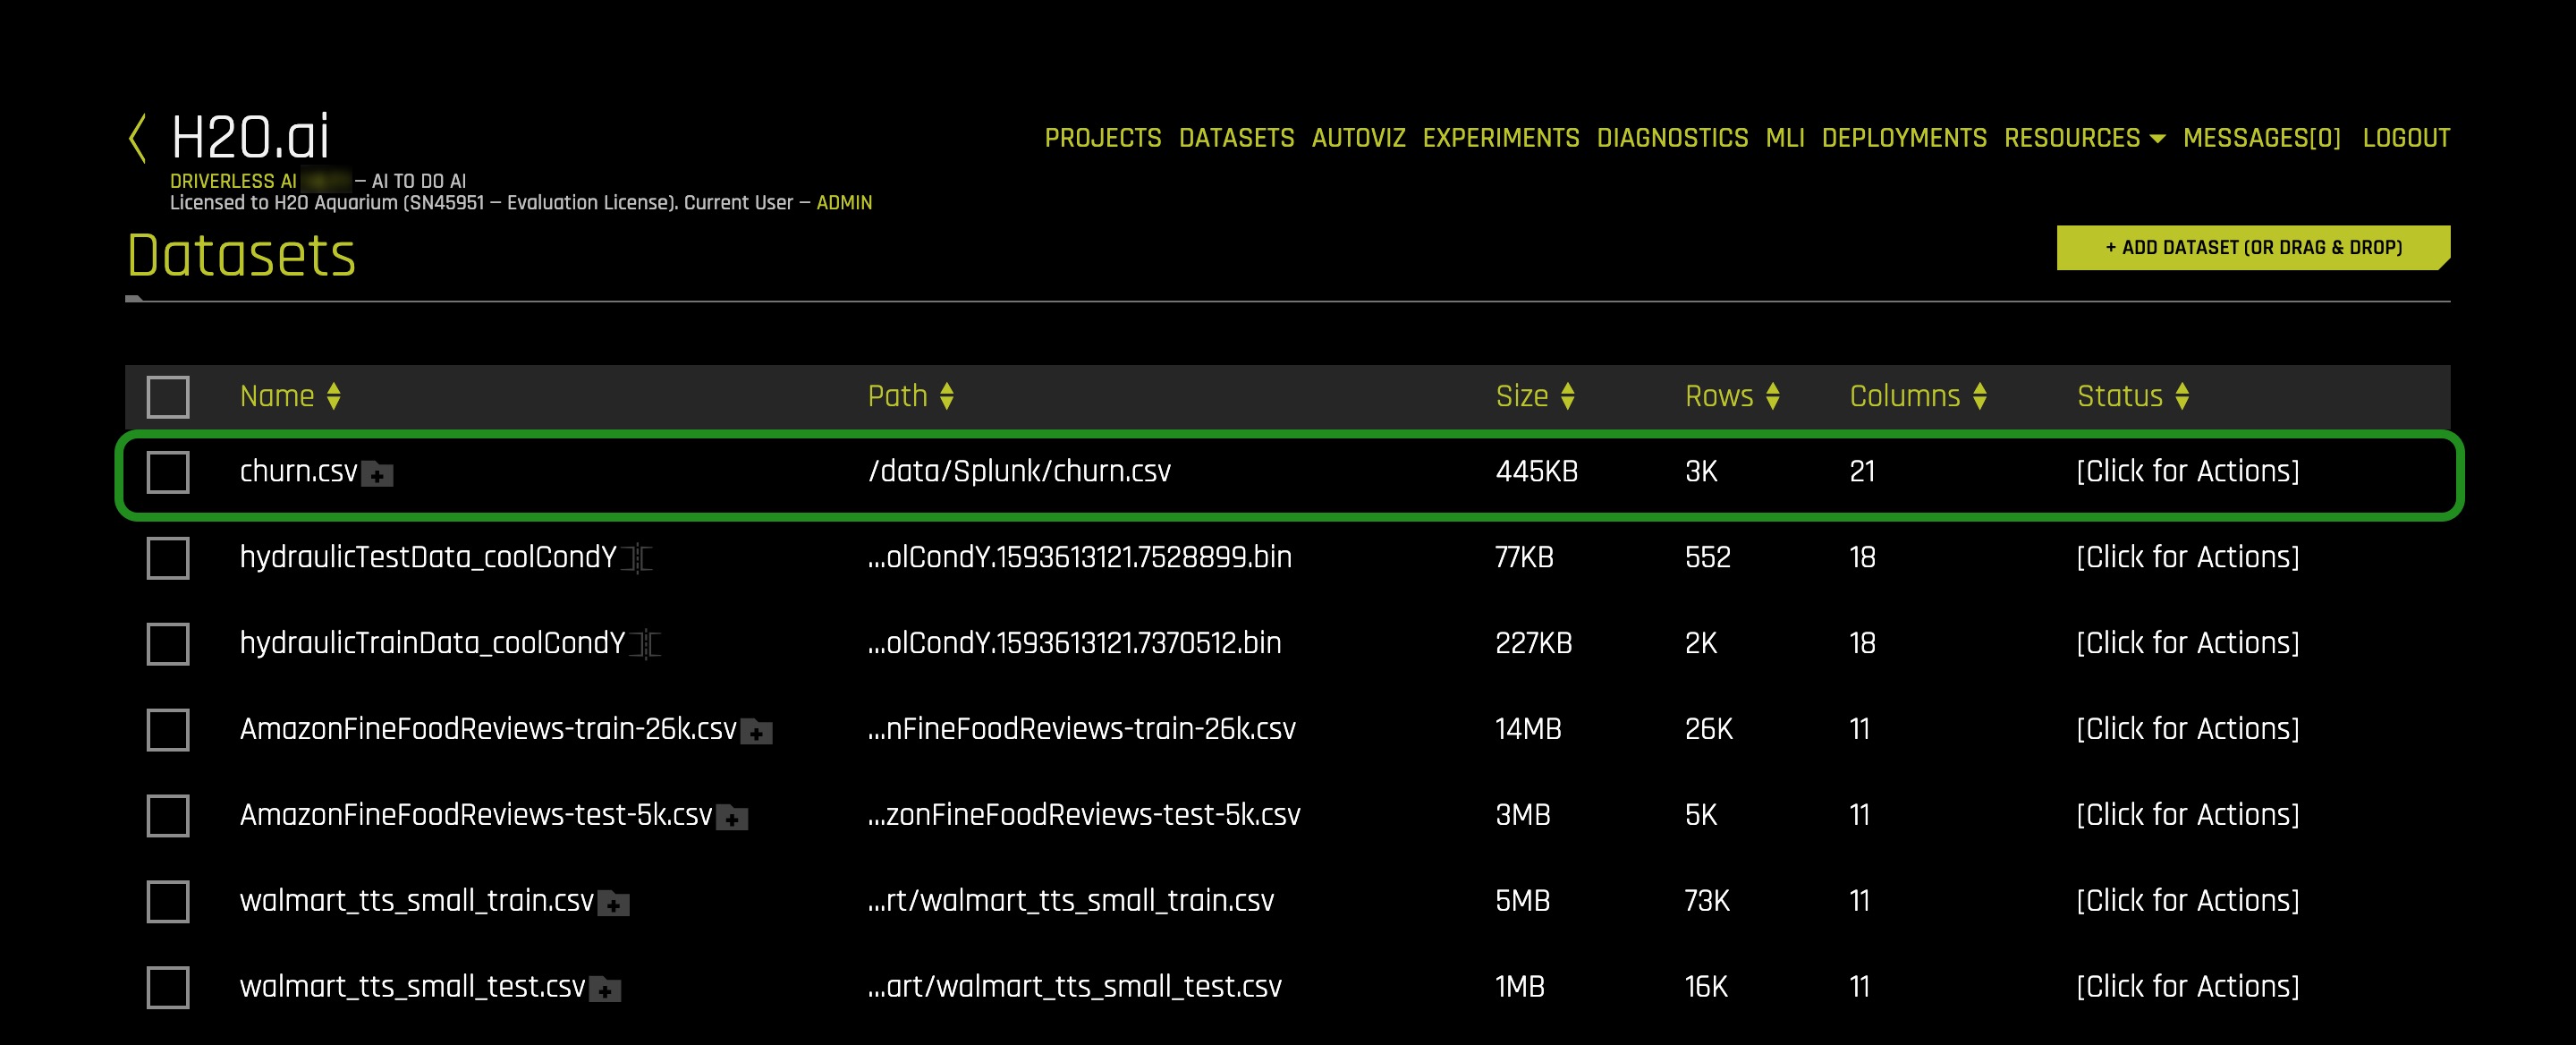 H2O.ai
PROJECTS DATASETS AUTOVIZ EXPERIMENTS DIAGNOSTICS MLI DEPLOYMENTS RESOURCES MESSAGES[0] LOGOUT
DRIVERLESS AI – AI TO DO AI
Licensed to H2O Aquarium (SN45951 – Evaluation License). Current User – ADMIN
Datasets
+ ADD DATASET (OR DRAG & DROP)
Name Path Size Rows Columns Status
churn.csv /data/Splunk/churn.csv 445KB 3K 21 [Click for Actions]
hydraulicTestData_coolCondY ...olCondY.1593613121.7528899.bin 77KB 552 18 [Click for Actions]
hydraulicTrainData_coolCondY ...olCondY.1593613121.7370512.bin 227KB 2K 18 [Click for Actions]
AmazonFineFoodReviews-train-26k.csv ...nFineFoodReviews-train-26k.csv 14MB 26K 11 [Click for Actions]
AmazonFineFoodReviews-test-5k.csv ...zonFineFoodReviews-test-5k.csv 3MB 5K 11 [Click for Actions]
walmart_tts_small_train.csv ...rt/walmart_tts_small_train.csv 5MB 73K 11 [Click for Actions]
walmart_tts_small_test.csv ...art/walmart_tts_small_test.csv 1MB 16K 11 [Click for Actions]